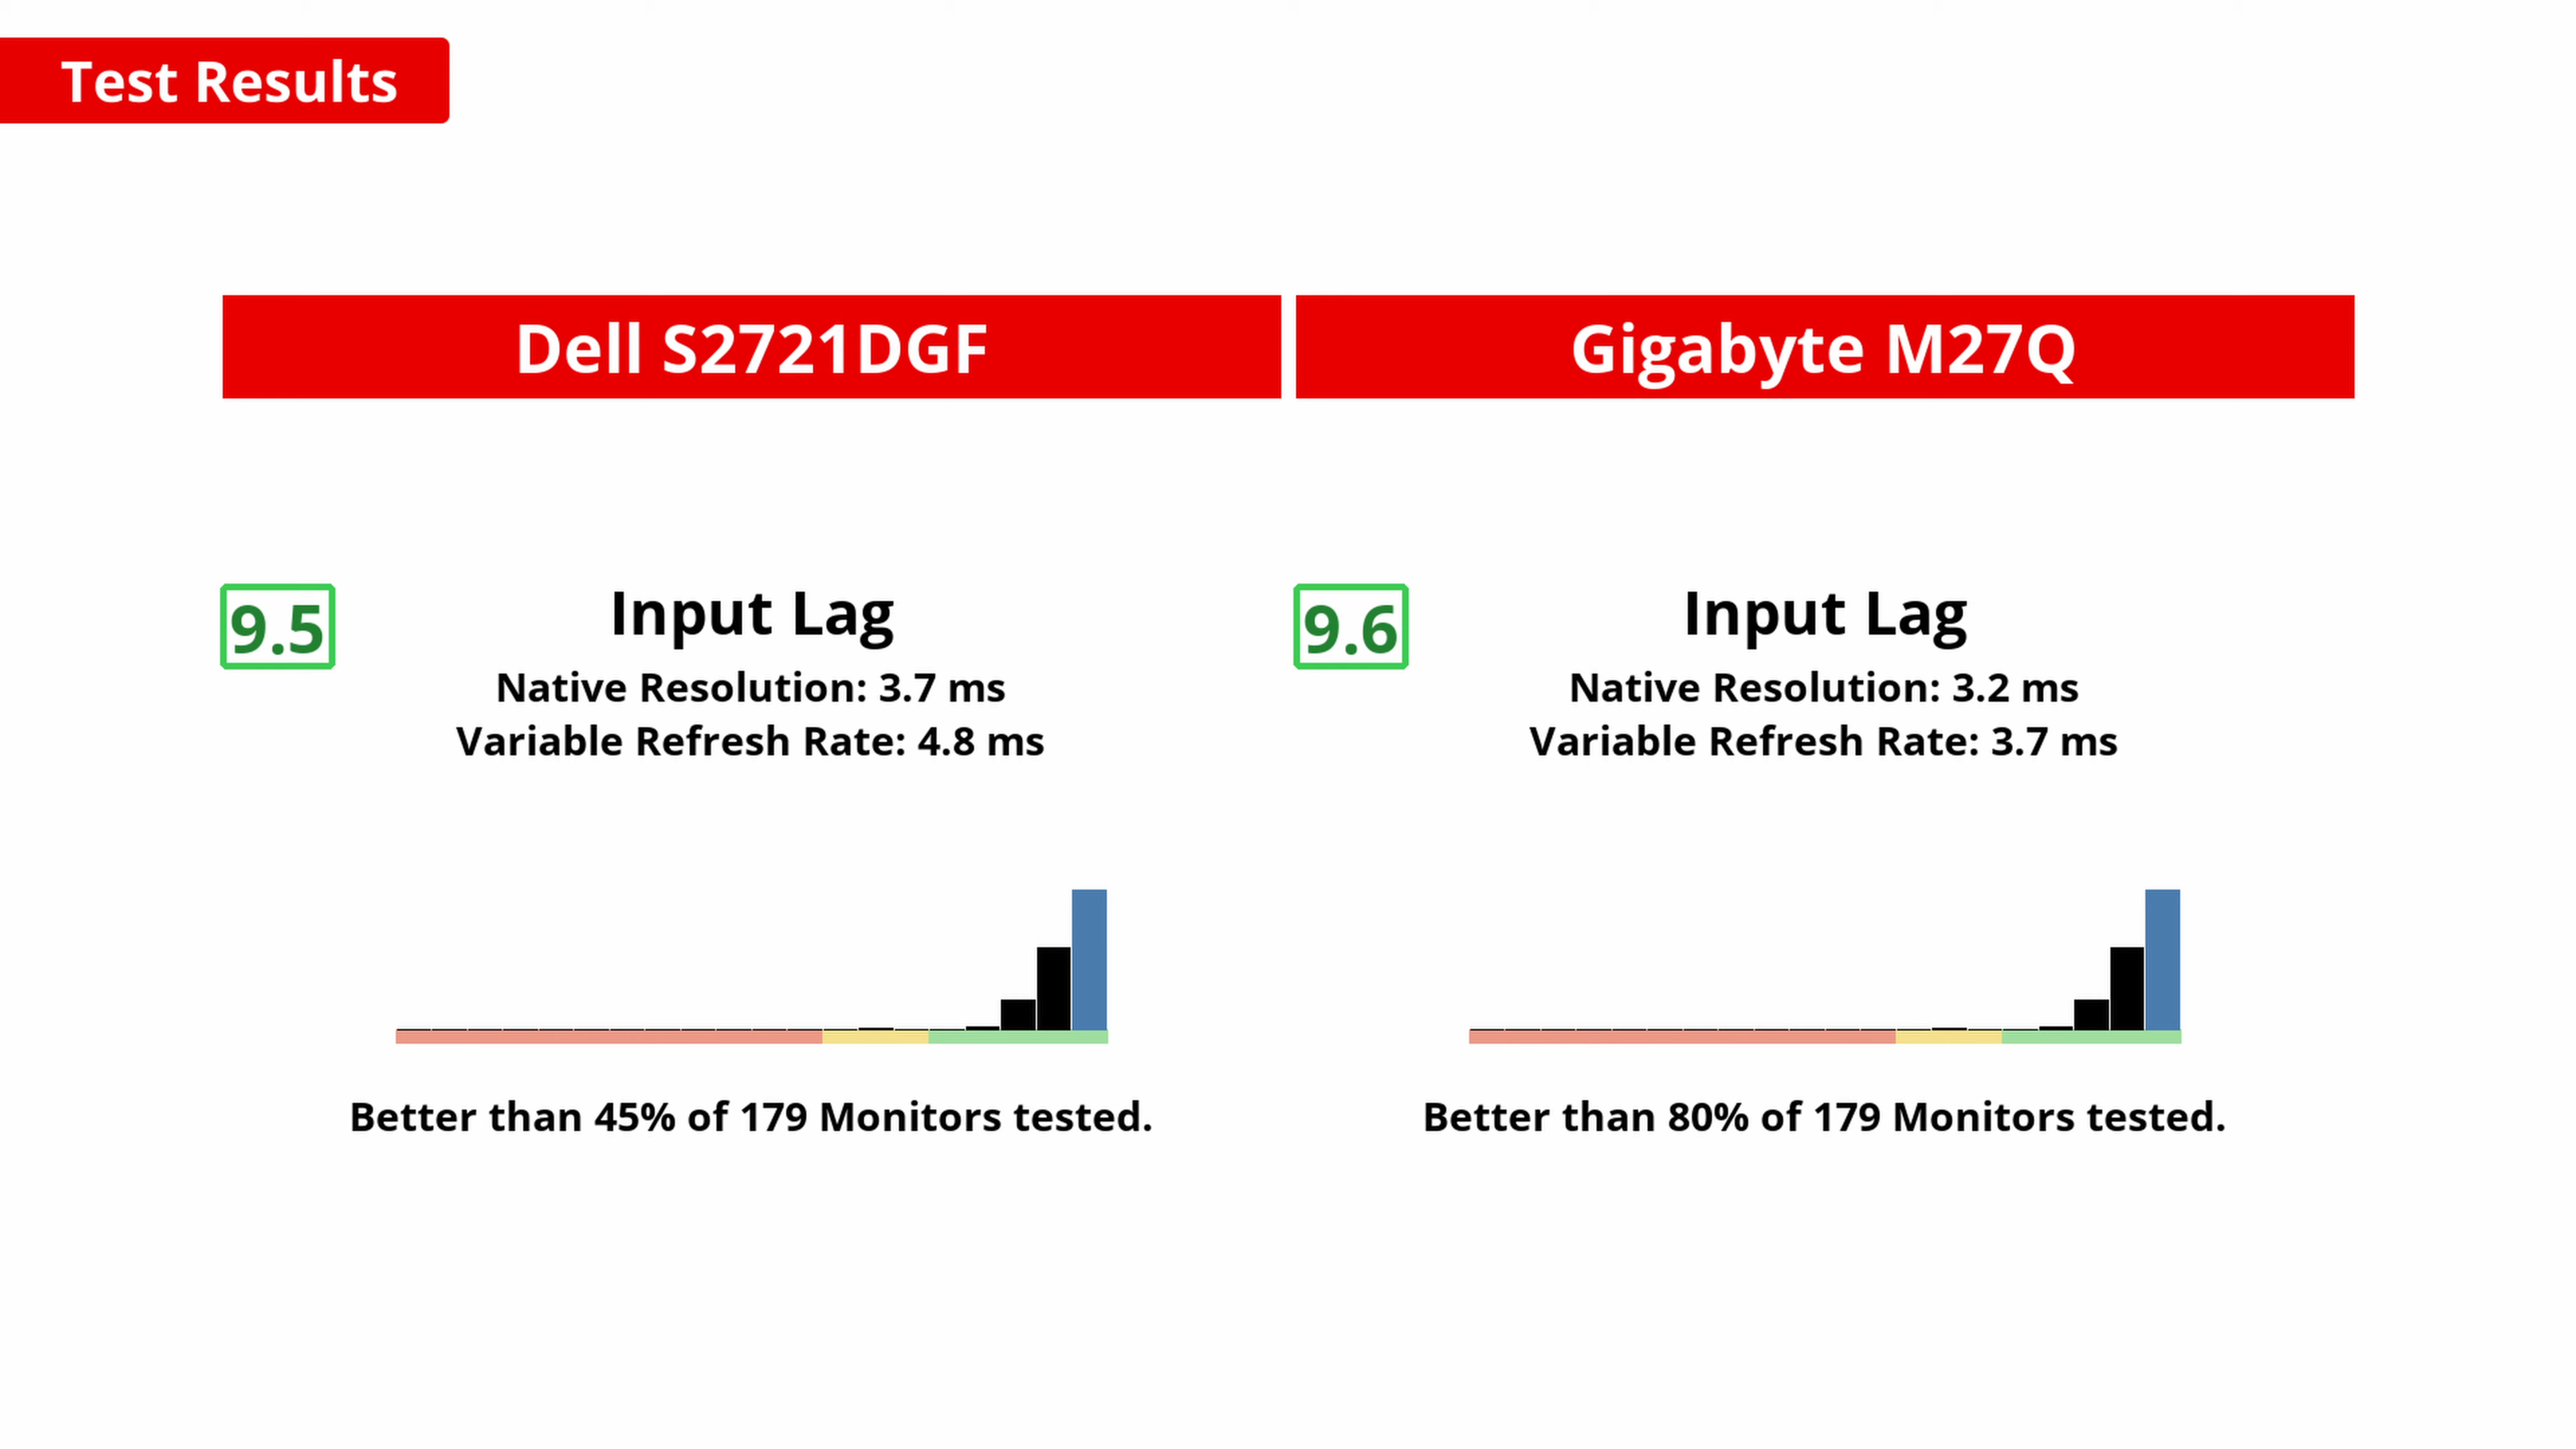 Test Results
Dell S2721DGF
Gigabyte M27Q
9.5
Input Lag
Native Resolution: 3.7 ms
Variable Refresh Rate: 4.8 ms
Better than 45% of 179 Monitors tested.
9.6
Input Lag
Native Resolution: 3.2 ms
Variable Refresh Rate: 3.7 ms
Better than 80% of 179 Monitors tested.